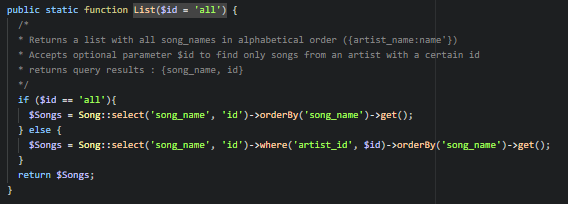 public static function List($id = 'all') {
/*
* Returns a list with all song_names in alphabetical order ({artist_name:name'})
* Accepts optional parameter $id to find only songs from an artist with a certain id
* returns query results : {song_name, id}
*/
if ($id == 'all'){
$Songs = Song::select('song_name', 'id')->orderBy('song_name')->get();
} else {
$Songs = Song::select('song_name', 'id')->where('artist_id', $id)->orderBy('song_name')->get();
}
return $Songs;
}